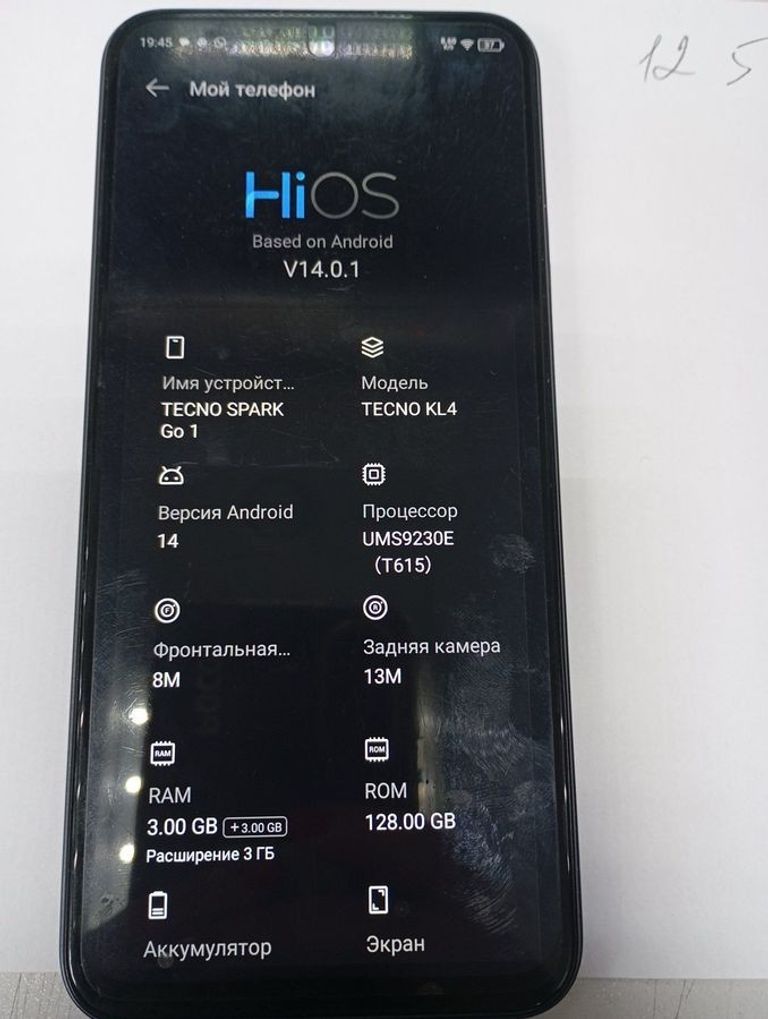 19:45
12 5
Мой телефон
HiOS
Based on Android
V14.0.1
Имя устройст...
TECNO SPARK
Go 1
Модель
TECNO KL4
Версия Android
14
Процессор
UMS9230E
(T615)
Фронтальная...
8M
Задняя камера
13M
RAM
RAM
3.00 GB +3.00 GB
Расширение 3 ГБ
ROM
ROM
128.00 GB
Аккумулятор
Экран